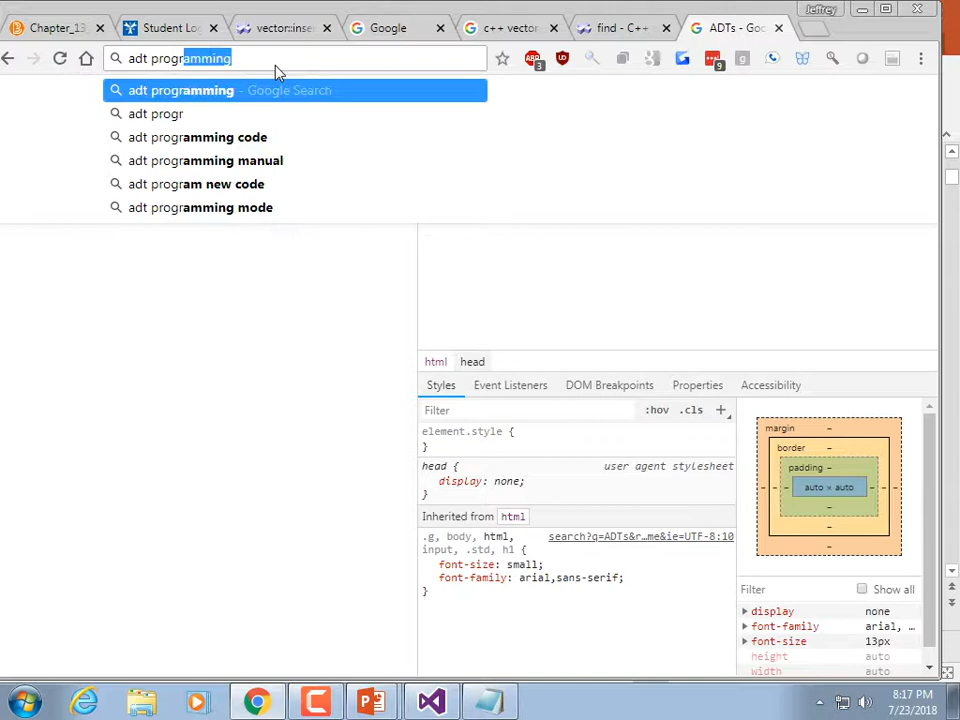 Jeffrey
Chapter_13
Student Log
vector::inser
Google
c++ vector
find - C++
ADTs - Goo
adt programming
3
9
adt programming - Google Search
adt progr
adt programming code
adt programming manual
adt program new code
adt programming mode
html head
Styles Event Listeners DOM Breakpoints Properties Accessibility
Filter :hov .cls +
element.style {
}
head { user agent stylesheet
display: none;
}
Inherited from html
.g, body, html, search?q=ADTs&r…me&ie=UTF-8:10
input, .std, h1 {
font-size: small;
font-family: arial,sans-serif;
}
margin –
border –
padding –
– – – auto × auto – – –
–
–
–
Filter Show all
display none
font-family arial, …
font-size 13px
height auto
width auto
8:17 PM
7/23/2018